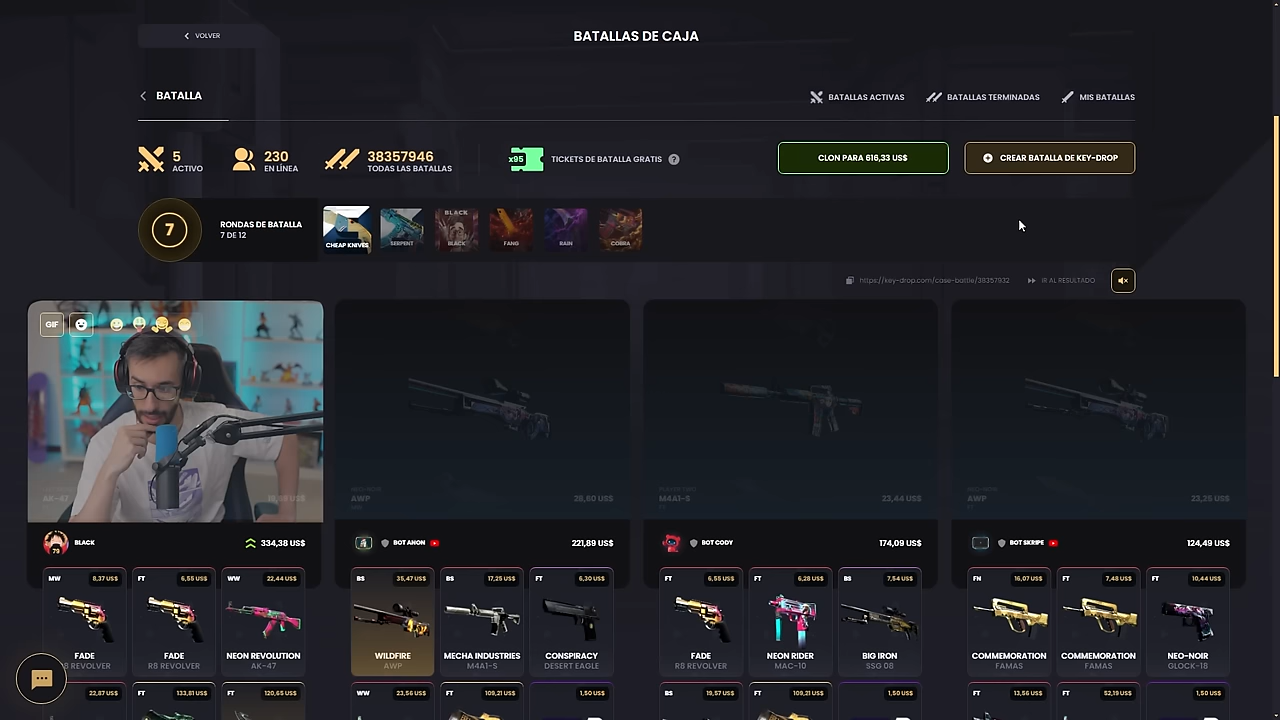 VOLVER
BATALLAS DE CAJA
BATALLA
BATALLAS ACTIVAS
BATALLAS TERMINADAS
MIS BATALLAS
5
ACTIVO
230
EN LÍNEA
38357946
TODAS LAS BATALLAS
x95
TICKETS DE BATALLA GRATIS ?
CLON PARA 616,33 US$
CREAR BATALLA DE KEY-DROP
7
RONDAS DE BATALLA
7 DE 12
CHEAP KNIVES
SERPENT
BLACK
BLACK
FANG
RAIN
COBRA
https://key-drop.com/case-battle/38357932
IR AL RESULTADO
GIF
AK-47
AWP
28,60 US$
M4A1-S
23,44 US$
AWP
23,25 US$
79
BLACK
334,38 US$
BOT ANON
221,89 US$
BOT CODY
174,09 US$
BOT SKRIPE
124,49 US$
MW 8,37 US$
FT 6,55 US$
WW 22,44 US$
BS 35,47 US$
BS 17,25 US$
FT 6,30 US$
FT 6,55 US$
FT 6,28 US$
BS 7,54 US$
FN 16,07 US$
FT 7,48 US$
FT 10,44 US$
FADE
FADE
NEON REVOLUTION
WILDFIRE
MECHA INDUSTRIES
CONSPIRACY
FADE
NEON RIDER
BIG IRON
COMMEMORATION
COMMEMORATION
NEO-NOIR
R8 REVOLVER
R8 REVOLVER
AK-47
AWP
M4A1-S
DESERT EAGLE
R8 REVOLVER
MAC-10
SSG 08
FAMAS
FAMAS
GLOCK-18
22,87 US$
FT 133,81 US$
FT 120,65 US$
WW 23,56 US$
FT 109,21 US$
1,50 US$
BS 19,57 US$
FT 109,21 US$
1,50 US$
FT 13,56 US$
FT 52,19 US$
1,50 US$